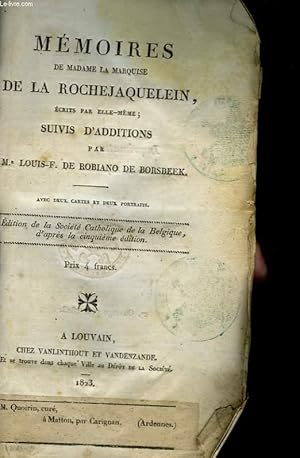 MÉMOIRES
DE MADAME LA MARQUISE
DE LA ROCHEJAQUELEIN,
ÉCRITS PAR ELLE-MÊME;
SUIVIS D'ADDITIONS
PAR
M.r LOUIS-F. DE ROBIANO DE BORSBEEK.
AVEC DEUX CARTES ET DEUX PORTRAITS.
Édition de la Société Catholique de la Belgique,
d'après la cinquième édition.
Prix 4 francs.
A LOUVAIN,
CHEZ VANLINTHOUT ET VANDENZANDE,
Et se trouve dans chaque Ville au Dépôt DE LA SOCIÉTÉ.
1823.
M. Quoirin, curé,
à Matton, par Carignan. (Ardennes.)